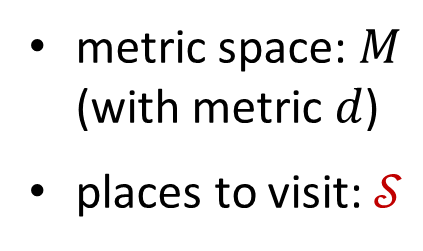 • metric space: 𝑀
(with metric 𝑑)
• places to visit: 𝒮